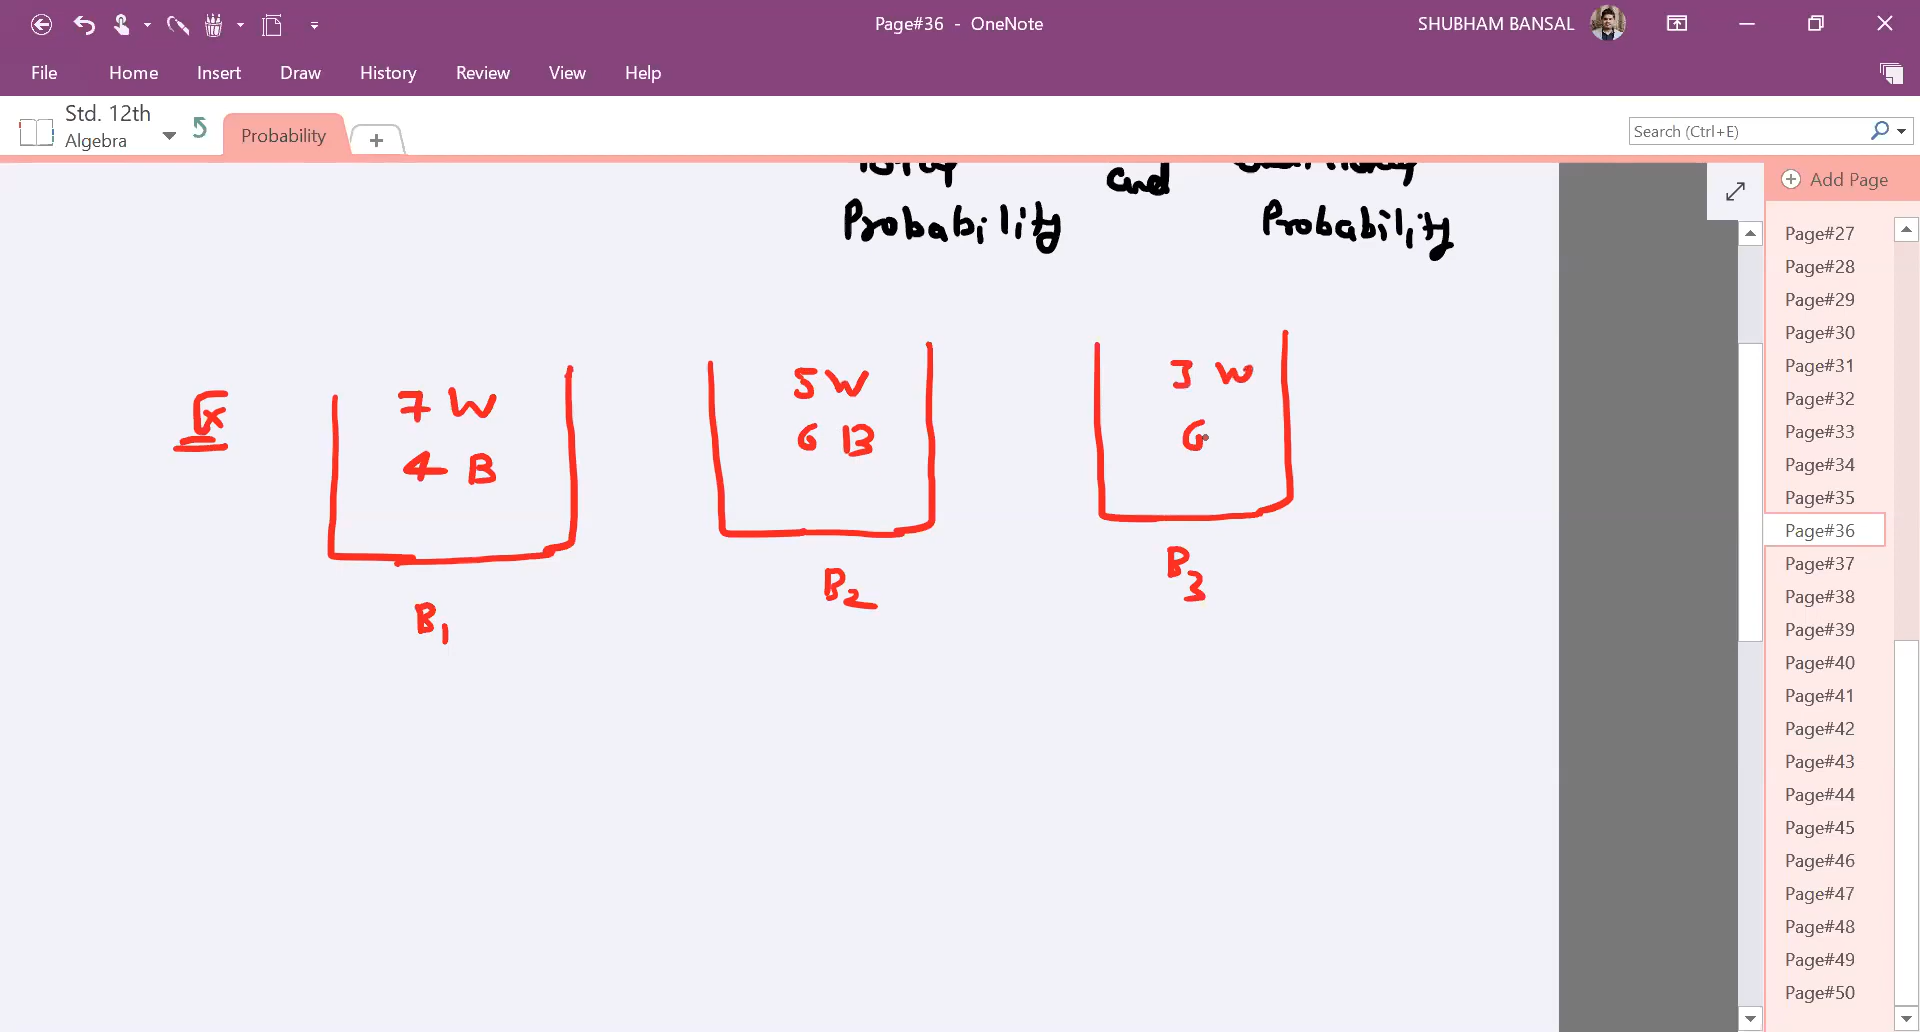 Page#36 - OneNote
SHUBHAM BANSAL
File Home Insert Draw History Review View Help
Std. 12th
Algebra
Probability
Search (Ctrl+E)
Add Page
and
Probability Probability
Ex
7 W
4 B
B1
5 W
6 B
B2
3 W
6
B3
Page#27
Page#28
Page#29
Page#30
Page#31
Page#32
Page#33
Page#34
Page#35
Page#36
Page#37
Page#38
Page#39
Page#40
Page#41
Page#42
Page#43
Page#44
Page#45
Page#46
Page#47
Page#48
Page#49
Page#50